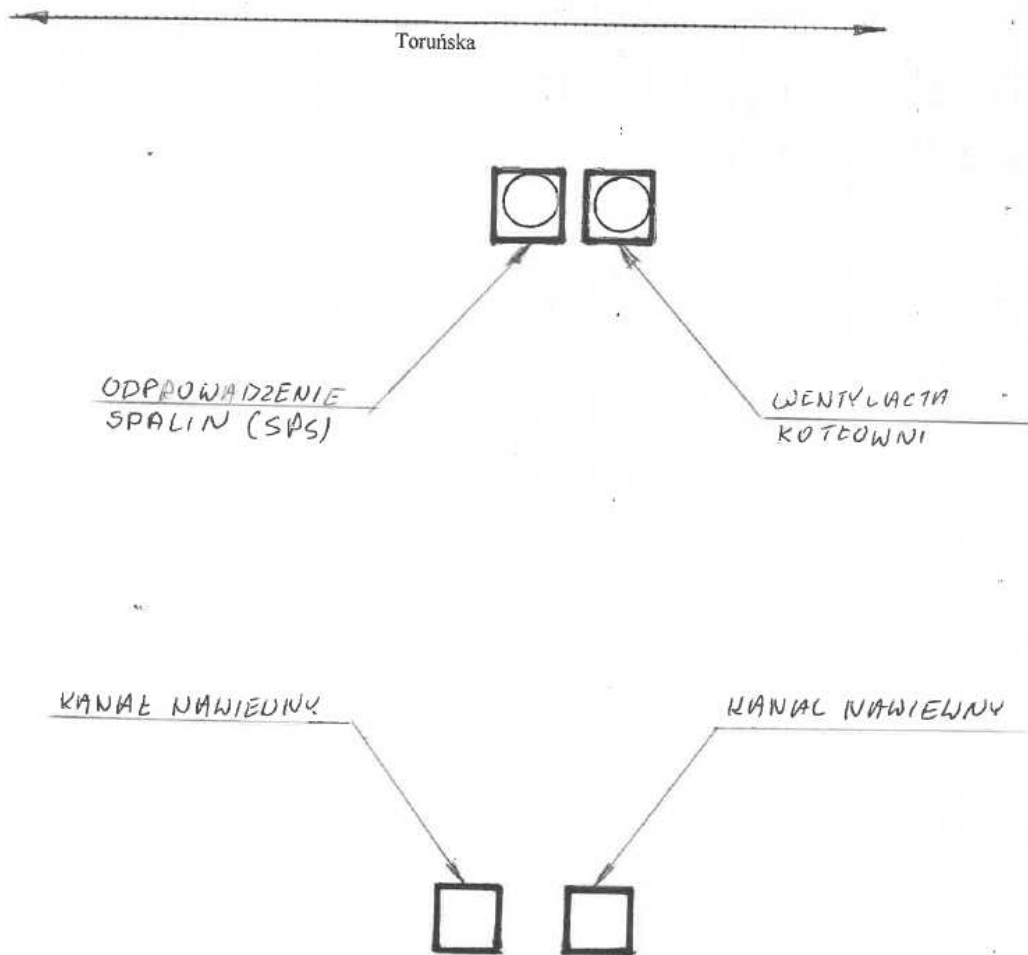 Toruńska
ODPROWADZENIE
SPALIN (SPS)
WENTYLACJA
KOTŁOWNI
KANAŁ NAWIEWNY
KANAŁ NAWIEWNY